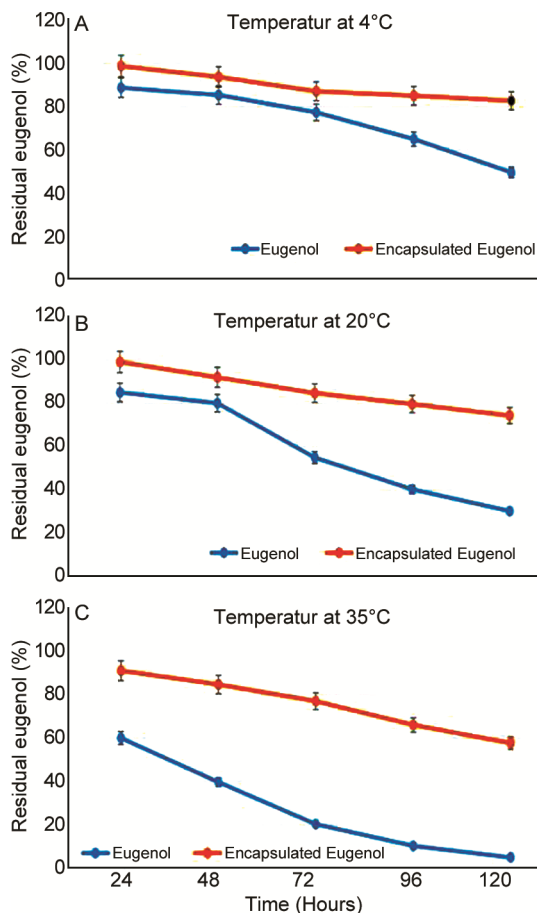 A
Temperatur at 4°C
Residual eugenol (%)
120
100
80
60
40
20
0
Eugenol
Encapsulated Eugenol
B
Temperatur at 20°C
Residual eugenol (%)
120
100
80
60
40
20
0
Eugenol
Encapsulated Eugenol
C
Temperatur at 35°C
Residual eugenol (%)
120
100
80
60
40
20
0
Eugenol
Encapsulated Eugenol
24 48 72 96 120
Time (Hours)